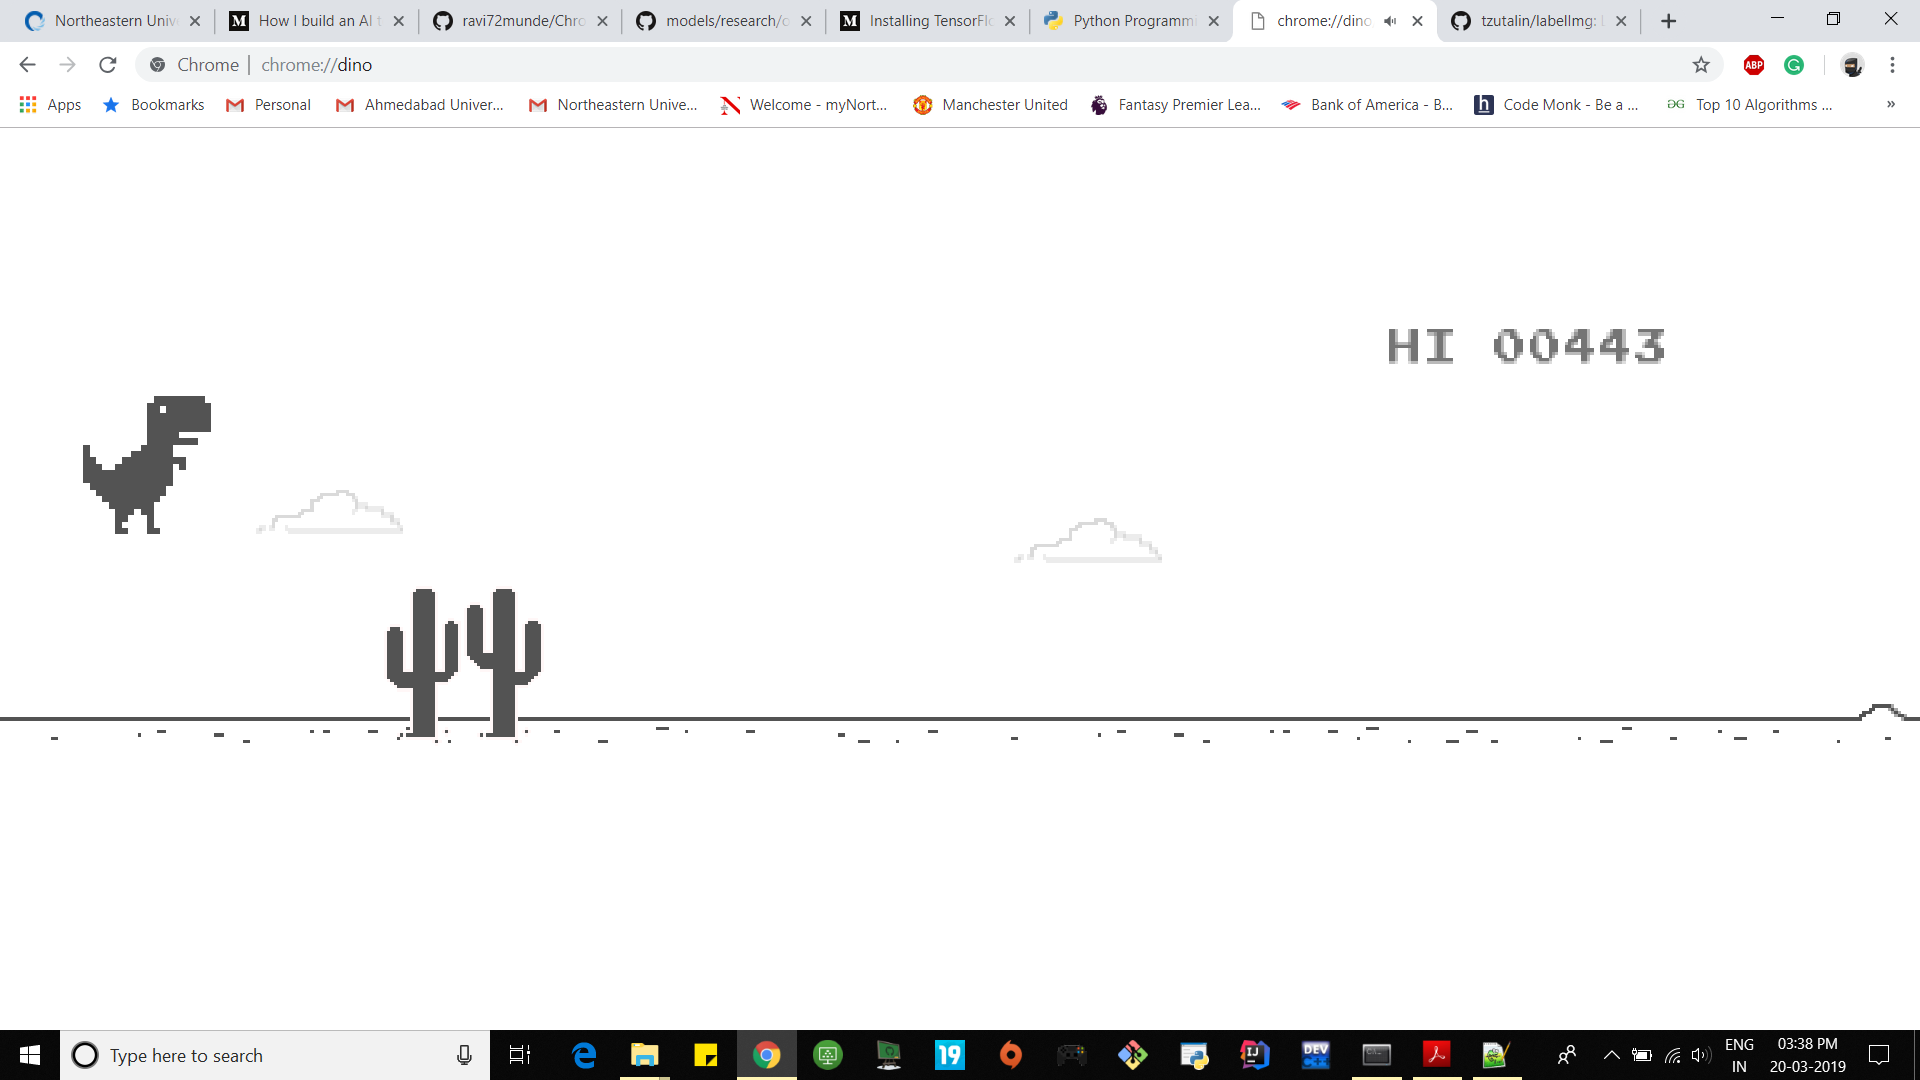 Northeastern Univ
How I build an AI t
ravi72munde/Chro
models/research/o
Installing TensorFlo
Python Programmi
chrome://dino
tzutalin/labelImg:
Chrome | chrome://dino
ABP
G
Apps
Bookmarks
Personal
Ahmedabad Univer...
Northeastern Unive...
Welcome - myNort...
Manchester United
Fantasy Premier Lea...
Bank of America - B...
Code Monk - Be a ...
Top 10 Algorithms ...
HI 00443
Type here to search
19
IJ
DEV
ENG
IN
03:38 PM
20-03-2019